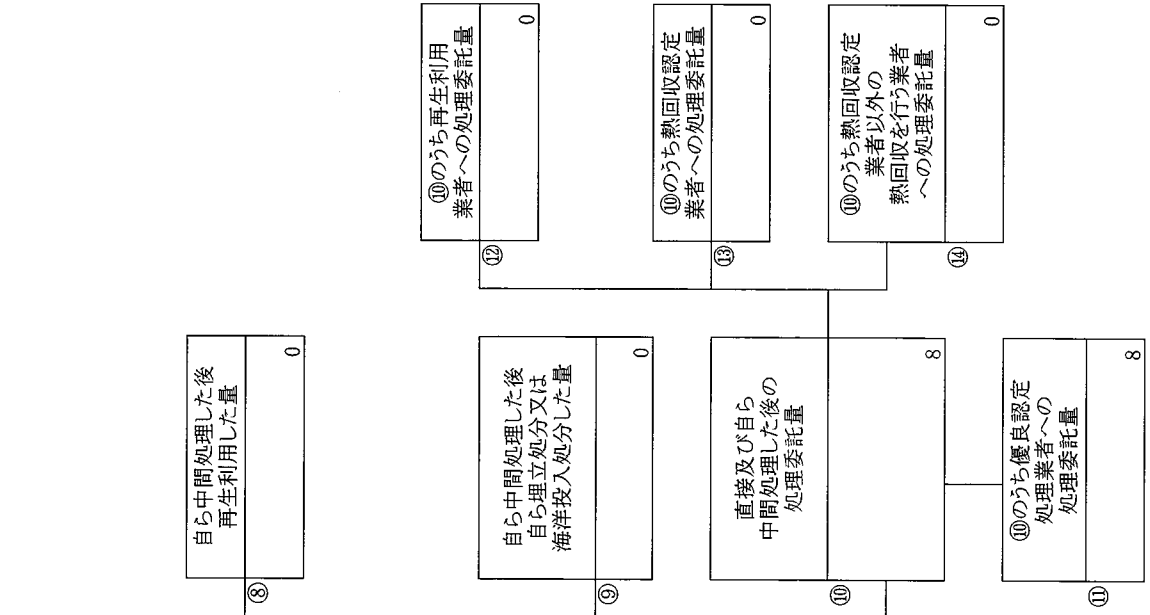 ⑧
自ら中間処理した後
再生利用した量
0
⑨
自ら中間処理した後
自ら埋立処分又は
海洋投入処分した量
0
⑩
直接及び自ら
中間処理した後の
処理委託量
8
⑪
⑩のうち優良認定
処理業者への
処理委託量
8
⑫
⑩のうち再生利用
業者への処理委託量
0
⑬
⑩のうち熱回収認定
業者への処理委託量
0
⑭
⑩のうち熱回収認定
業者以外の
熱回収を行う業者
への処理委託量
0